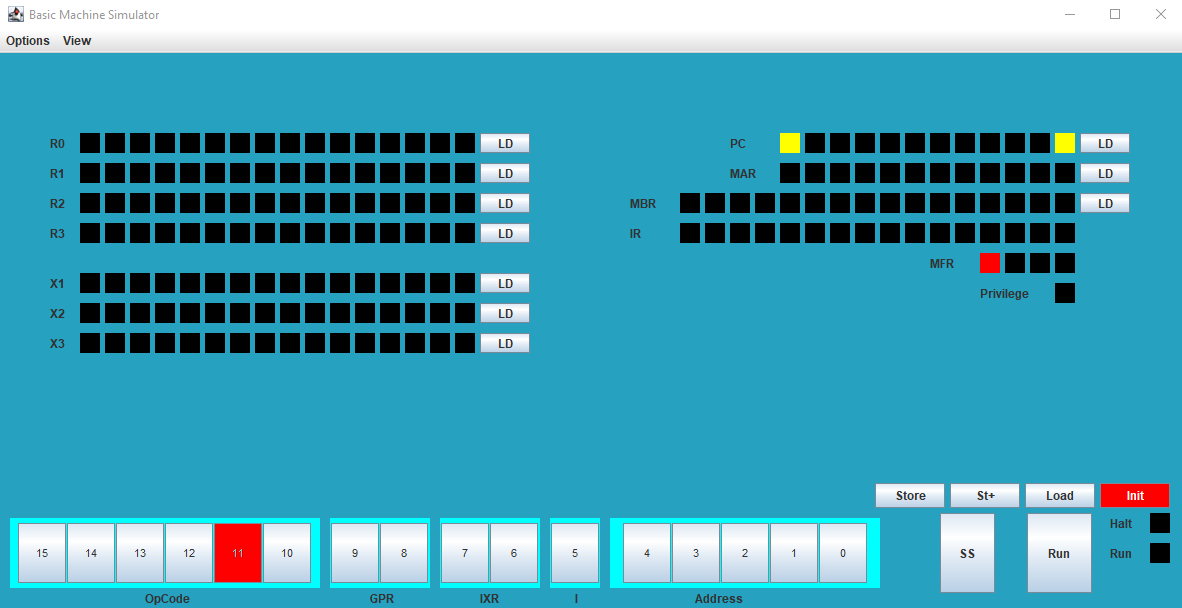 Basic Machine Simulator
Options View
R0 LD PC LD
R1 LD MAR LD
R2 LD MBR LD
R3 LD IR
MFR
X1 LD Privilege
X2 LD
X3 LD
Store St+ Load Init
15 14 13 12 11 10 9 8 7 6 5 4 3 2 1 0 SS Run Halt
Run
OpCode GPR IXR I Address